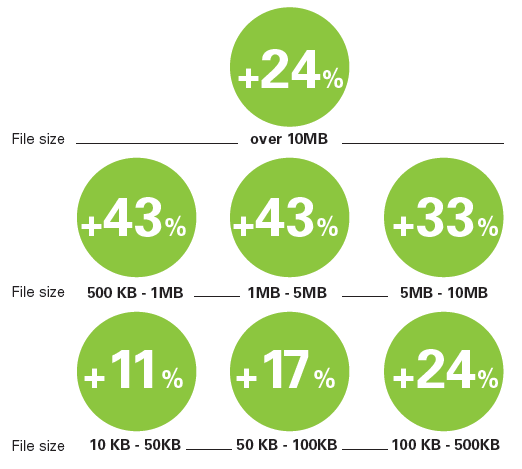 +24%
File size over 10MB
+43% +43% +33%
File size 500 KB - 1MB 1MB - 5MB 5MB - 10MB
+11% +17% +24%
File size 10 KB - 50KB 50 KB - 100KB 100 KB - 500KB